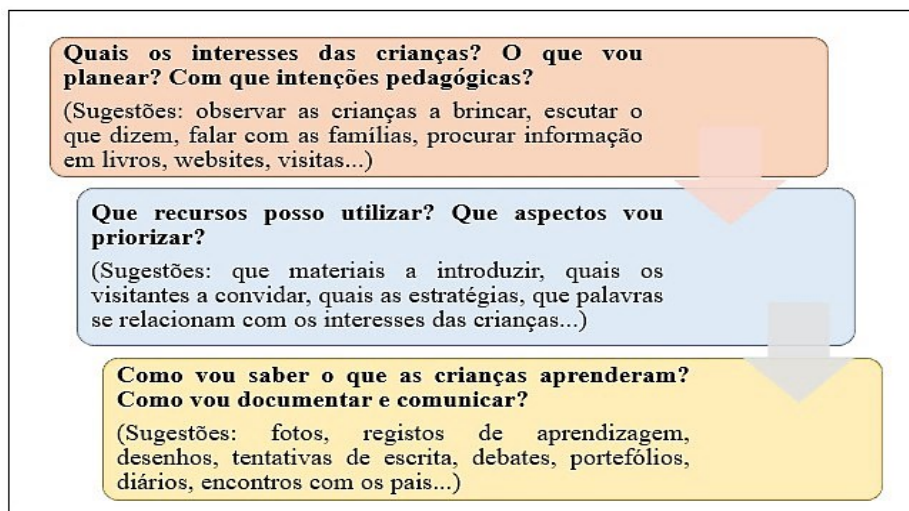 Quais os interesses das crianças? O que vou
planear? Com que intenções pedagógicas?
(Sugestões: observar as crianças a brincar, escutar o
que dizem, falar com as famílias, procurar informação
em livros, websites, visitas...)
Que recursos posso utilizar? Que aspectos vou
priorizar?
(Sugestões: que materiais a introduzir, quais os
visitantes a convidar, quais as estratégias, que palavras
se relacionam com os interesses das crianças...)
Como vou saber o que as crianças aprenderam?
Como vou documentar e comunicar?
(Sugestões: fotos, registos de aprendizagem,
desenhos, tentativas de escrita, debates, portefólios,
diários, encontros com os pais...)